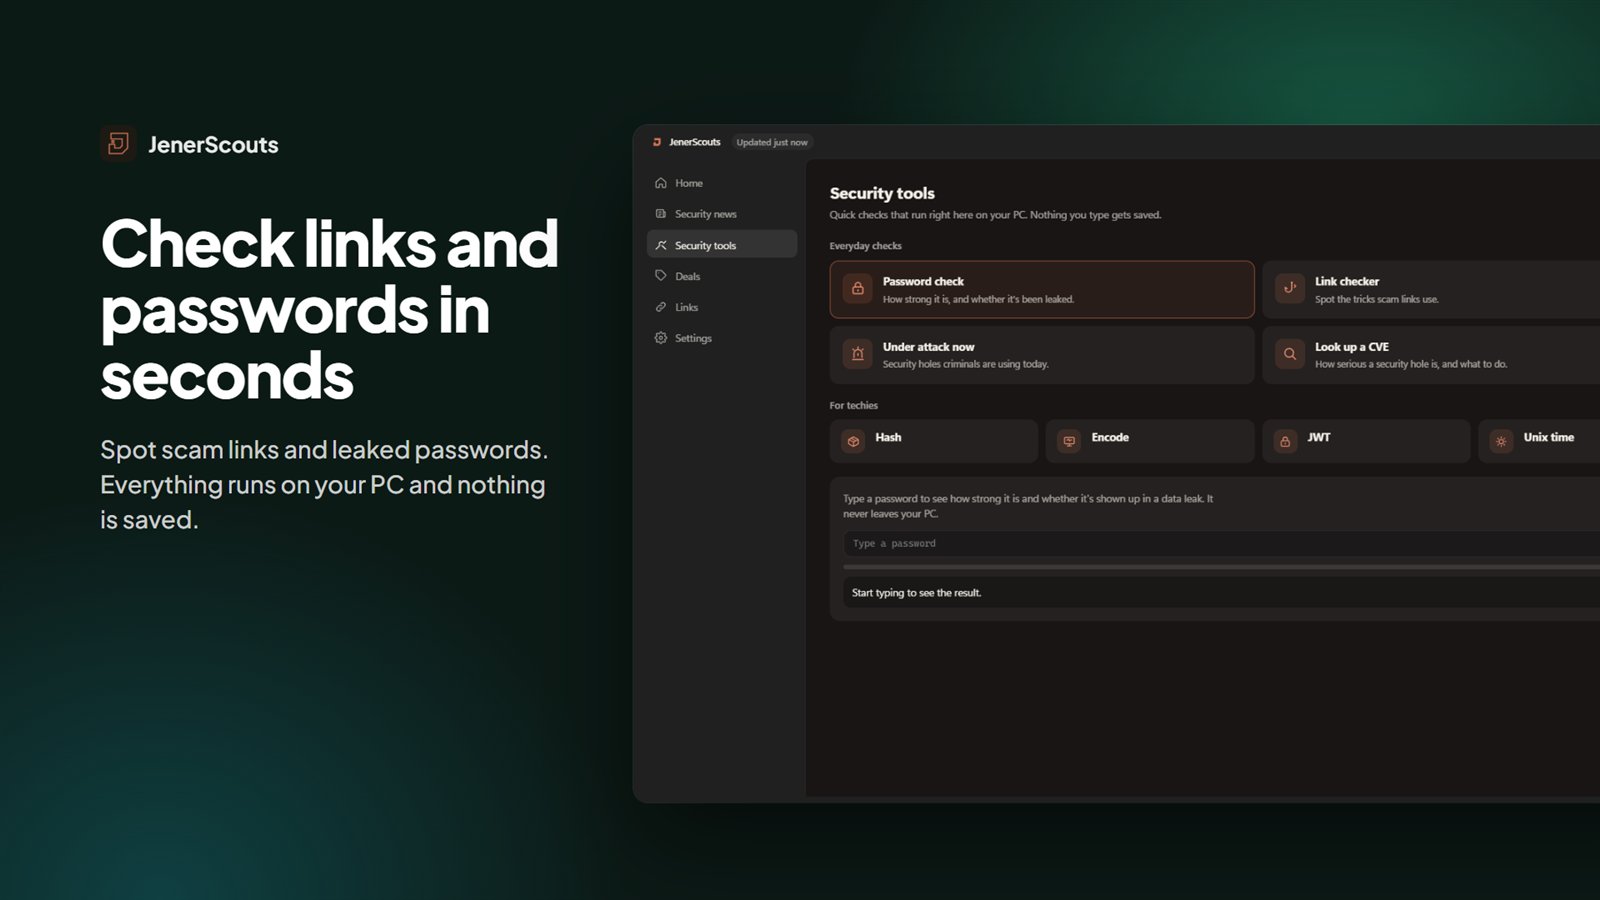 JenerScouts
Check links and
passwords in
seconds
Spot scam links and leaked passwords.
Everything runs on your PC and nothing
is saved.
JenerScouts
Updated just now
Home
Security news
Security tools
Deals
Links
Settings
Security tools
Quick checks that run right here on your PC. Nothing you type gets saved.
Everyday checks
Password check
How strong it is, and whether it's been leaked.
Link checker
Spot the tricks scam links use.
Under attack now
Security holes criminals are using today.
Look up a CVE
How serious a security hole is, and what to do.
For techies
Hash
Encode
JWT
Unix time
Type a password to see how strong it is and whether it's shown up in a data leak. It
never leaves your PC.
Type a password
Start typing to see the result.